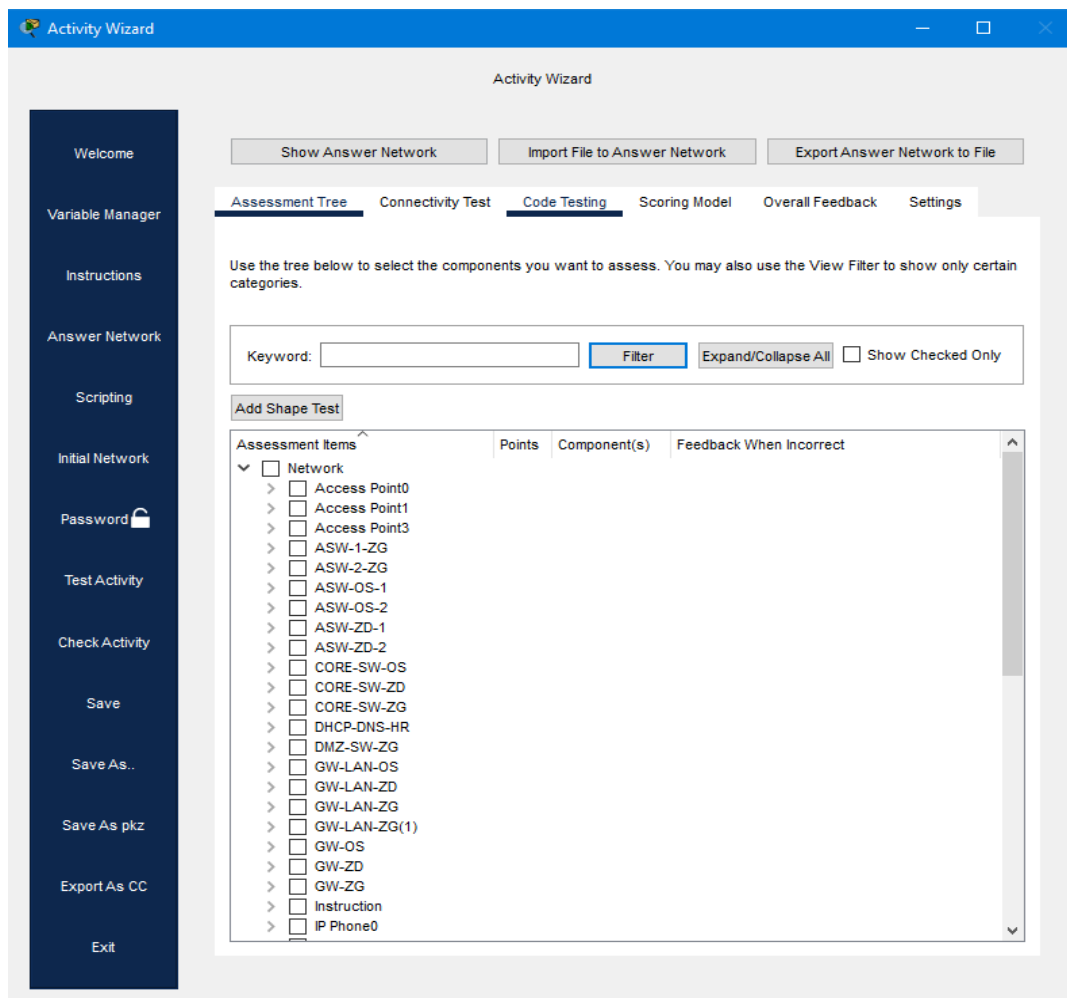 Activity Wizard
Activity Wizard
Welcome
Variable Manager
Instructions
Answer Network
Scripting
Initial Network
Password
Test Activity
Check Activity
Save
Save As..
Save As pkz
Export As CC
Exit
Show Answer Network Import File to Answer Network Export Answer Network to File
Assessment Tree Connectivity Test Code Testing Scoring Model Overall Feedback Settings
Use the tree below to select the components you want to assess. You may also use the View Filter to show only certain
categories.
Keyword: Filter Expand/Collapse All Show Checked Only
Add Shape Test
Assessment Items Points Component(s) Feedback When Incorrect
Network
Access Point0
Access Point1
Access Point3
ASW-1-ZG
ASW-2-ZG
ASW-OS-1
ASW-OS-2
ASW-ZD-1
ASW-ZD-2
CORE-SW-OS
CORE-SW-ZD
CORE-SW-ZG
DHCP-DNS-HR
DMZ-SW-ZG
GW-LAN-OS
GW-LAN-ZD
GW-LAN-ZG
GW-LAN-ZG(1)
GW-OS
GW-ZD
GW-ZG
Instruction
IP Phone0